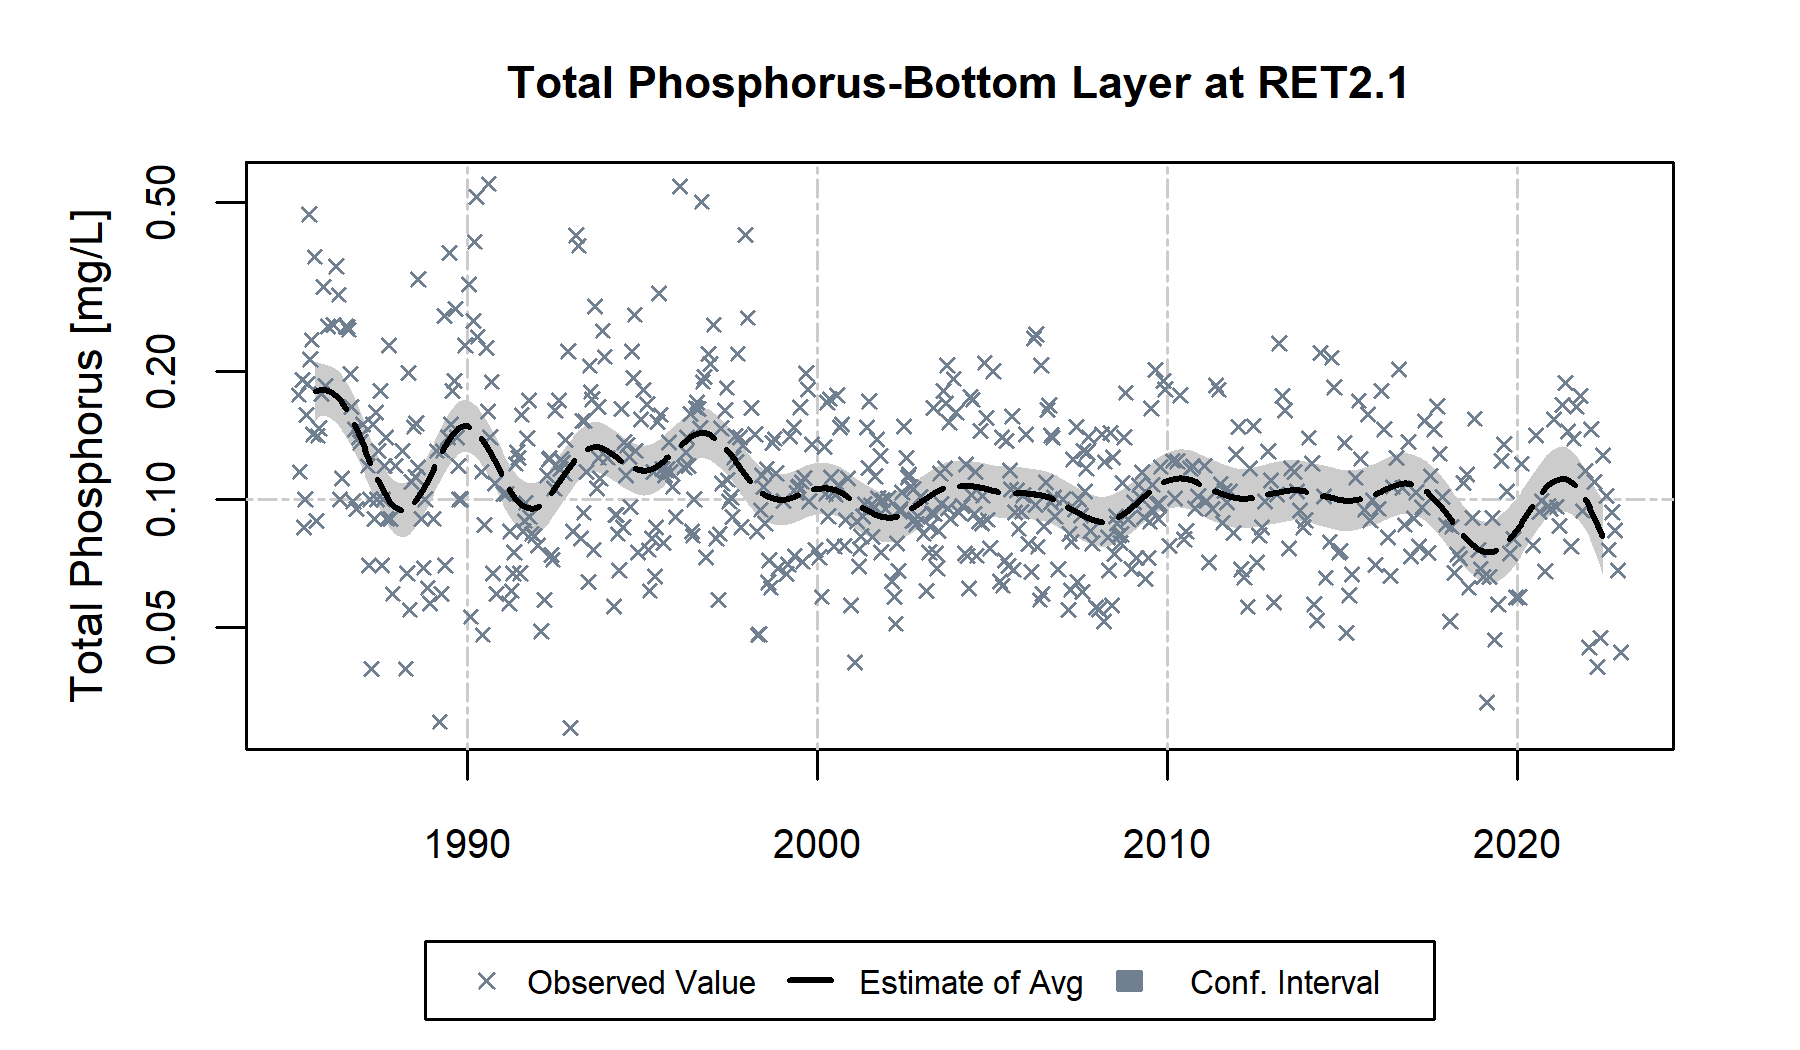 Total Phosphorus-Bottom Layer at RET2.1
Total Phosphorus [mg/L]
0.50
0.20
0.10
0.05
1990 2000 2010 2020
Observed Value Estimate of Avg Conf. Interval